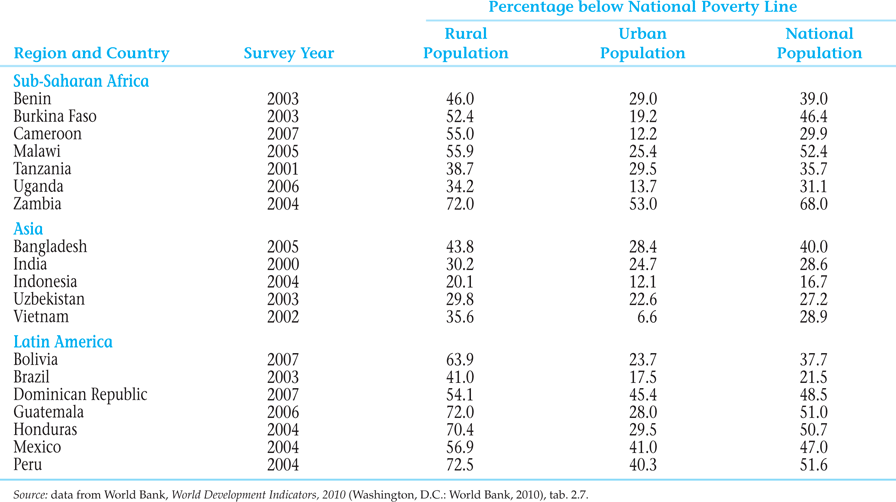 Percentage below National Poverty Line
Rural Urban National
Region and Country Survey Year Population Population Population
Sub-Saharan Africa
Benin 2003 46.0 29.0 39.0
Burkina Faso 2003 52.4 19.2 46.4
Cameroon 2007 55.0 12.2 29.9
Malawi 2005 55.9 25.4 52.4
Tanzania 2001 38.7 29.5 35.7
Uganda 2006 34.2 13.7 31.1
Zambia 2004 72.0 53.0 68.0
Asia
Bangladesh 2005 43.8 28.4 40.0
India 2000 30.2 24.7 28.6
Indonesia 2004 20.1 12.1 16.7
Uzbekistan 2003 29.8 22.6 27.2
Vietnam 2002 35.6 6.6 28.9
Latin America
Bolivia 2007 63.9 23.7 37.7
Brazil 2003 41.0 17.5 21.5
Dominican Republic 2007 54.1 45.4 48.5
Guatemala 2006 72.0 28.0 51.0
Honduras 2004 70.4 29.5 50.7
Mexico 2004 56.9 41.0 47.0
Peru 2004 72.5 40.3 51.6
Source: data from World Bank, World Development Indicators, 2010 (Washington, D.C.: World Bank, 2010), tab. 2.7.